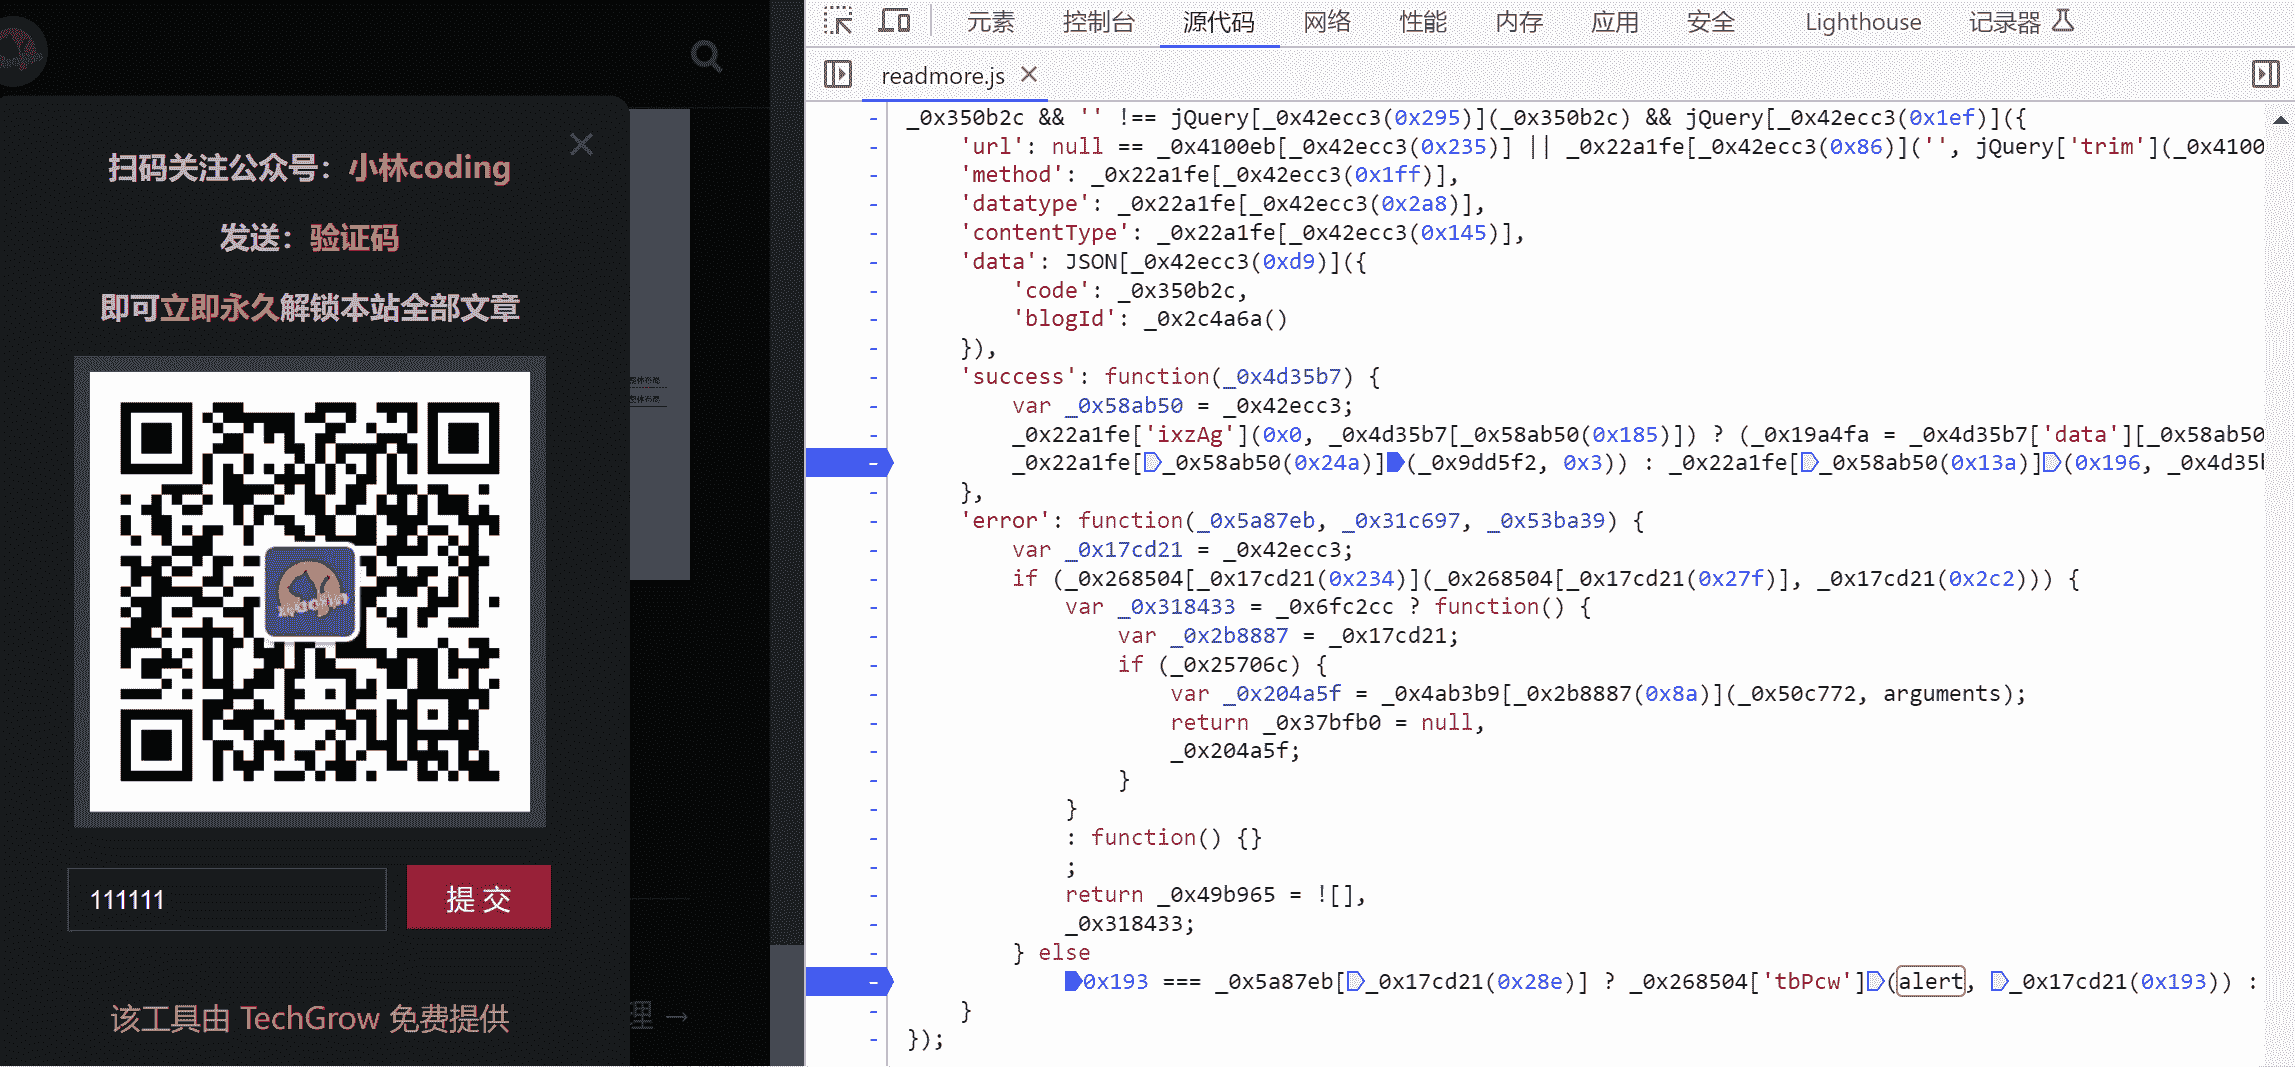 扫码关注公众号：小林coding
发送：验证码
即可立即永久解锁本站全部文章
111111
提 交
该工具由 TechGrow 免费提供
理 →
元素 控制台 源代码 网络 性能 内存 应用 安全 Lighthouse 记录器
readmore.js ×
_0x350b2c && '' !== jQuery[_0x42ecc3(0x295)](_0x350b2c) && jQuery[_0x42ecc3(0x1ef)]({
'url': null == _0x4100eb[_0x42ecc3(0x235)] || _0x22a1fe[_0x42ecc3(0x86)]('', jQuery['trim'](_0x4100
'method': _0x22a1fe[_0x42ecc3(0x1ff)],
'datatype': _0x22a1fe[_0x42ecc3(0x2a8)],
'contentType': _0x22a1fe[_0x42ecc3(0x145)],
'data': JSON[_0x42ecc3(0xd9)]({
'code': _0x350b2c,
'blogId': _0x2c4a6a()
}),
'success': function(_0x4d35b7) {
var _0x58ab50 = _0x42ecc3;
_0x22a1fe['ixzAg'](0x0, _0x4d35b7[_0x58ab50(0x185)]) ? (_0x19a4fa = _0x4d35b7['data'][_0x58ab50
_0x22a1fe[_0x58ab50(0x24a)](_0x9dd5f2, 0x3)) : _0x22a1fe[_0x58ab50(0x13a)](0x196, _0x4d35b
},
'error': function(_0x5a87eb, _0x31c697, _0x53ba39) {
var _0x17cd21 = _0x42ecc3;
if (_0x268504[_0x17cd21(0x234)](_0x268504[_0x17cd21(0x27f)], _0x17cd21(0x2c2))) {
var _0x318433 = _0x6fc2cc ? function() {
var _0x2b8887 = _0x17cd21;
if (_0x25706c) {
var _0x204a5f = _0x4ab3b9[_0x2b8887(0x8a)](_0x50c772, arguments);
return _0x37bfb0 = null,
_0x204a5f;
}
}
: function() {}
;
return _0x49b965 = ![],
_0x318433;
} else
0x193 === _0x5a87eb[_0x17cd21(0x28e)] ? _0x268504['tbPcw'](alert, _0x17cd21(0x193)) :
}
});